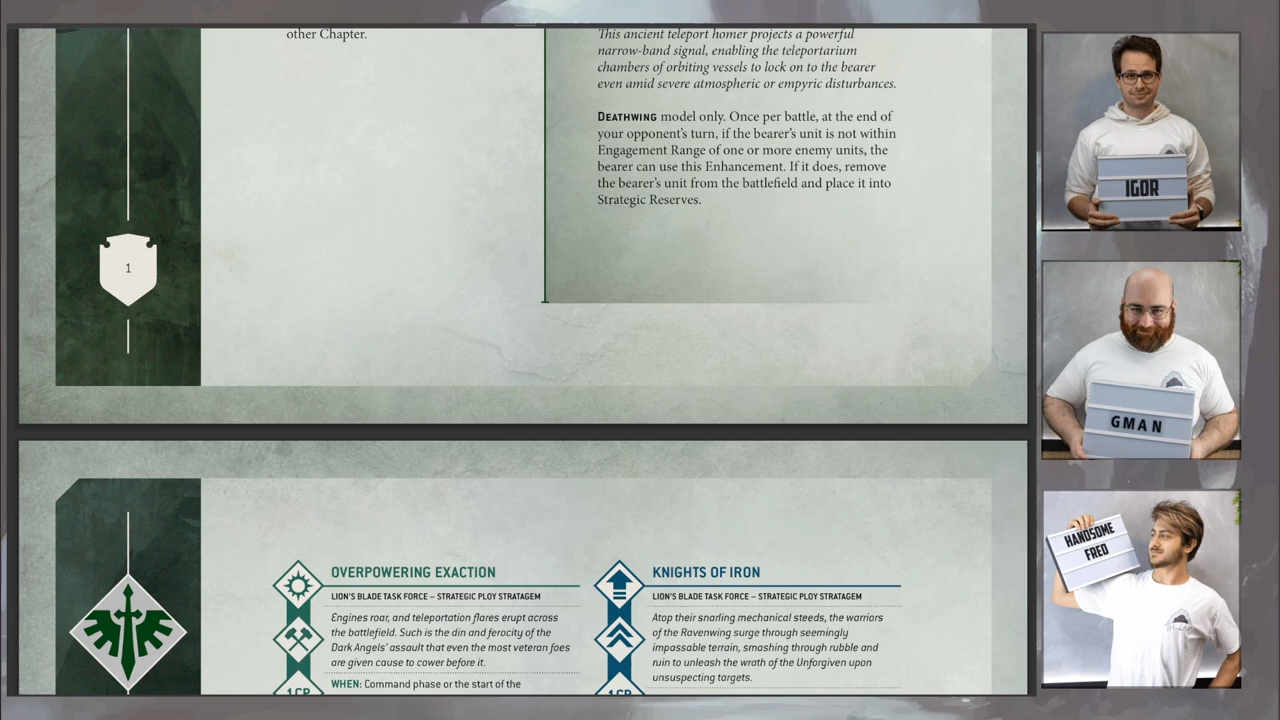 other Chapter.
This ancient teleport homer projects a powerful
narrow-band signal, enabling the teleportarium
chambers of orbiting vessels to lock on to the bearer
even amid severe atmospheric or empyric disturbances.
DEATHWING model only. Once per battle, at the end of
your opponent's turn, if the bearer's unit is not within
Engagement Range of one or more enemy units, the
bearer can use this Enhancement. If it does, remove
the bearer's unit from the battlefield and place it into
Strategic Reserves.
1
OVERPOWERING EXACTION
LION'S BLADE TASK FORCE – STRATEGIC PLOY STRATAGEM
Engines roar, and teleportation flares erupt across
the battlefield. Such is the din and ferocity of the
Dark Angels' assault that even the most veteran foes
are given cause to cower before it.
WHEN: Command phase or the start of the
1CP
KNIGHTS OF IRON
LION'S BLADE TASK FORCE – STRATEGIC PLOY STRATAGEM
Atop their snarling mechanical steeds, the warriors
of the Ravenwing surge through seemingly
impassable terrain, smashing through rubble and
ruin to unleash the wrath of the Unforgiven upon
unsuspecting targets.
1CP
IGOR
GMAN
HANDSOME
FRED